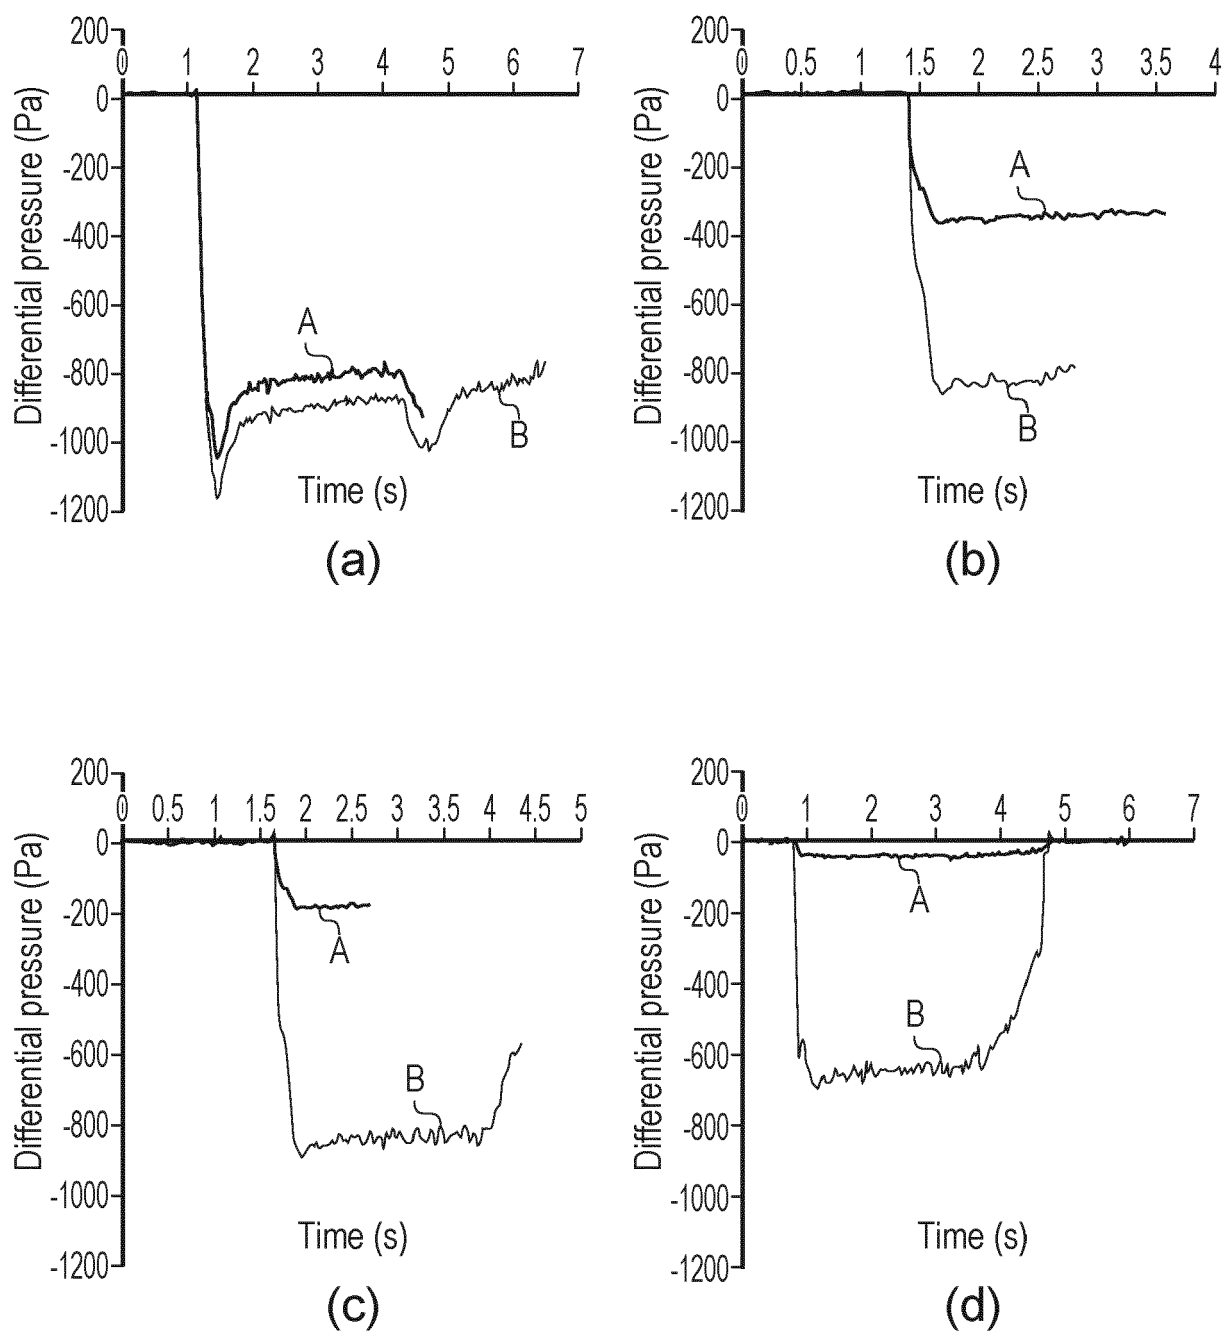 200
0 1 2 3 4 5 6 7
0
-200
-400
-600
-800
-1000
-1200
Differential pressure (Pa)
A
B
Time (s)
(a)
200
0 0.5 1 1.5 2 2.5 3 3.5 4
0
-200
-400
-600
-800
-1000
-1200
Differential pressure (Pa)
A
B
Time (s)
(b)
200
0 0.5 1 1.5 2 2.5 3 3.5 4 4.5 5
0
-200
-400
-600
-800
-1000
-1200
Differential pressure (Pa)
A
B
Time (s)
(c)
200
0 1 2 3 4 5 6 7
0
-200
-400
-600
-800
-1000
-1200
Differential pressure (Pa)
A
B
Time (s)
(d)